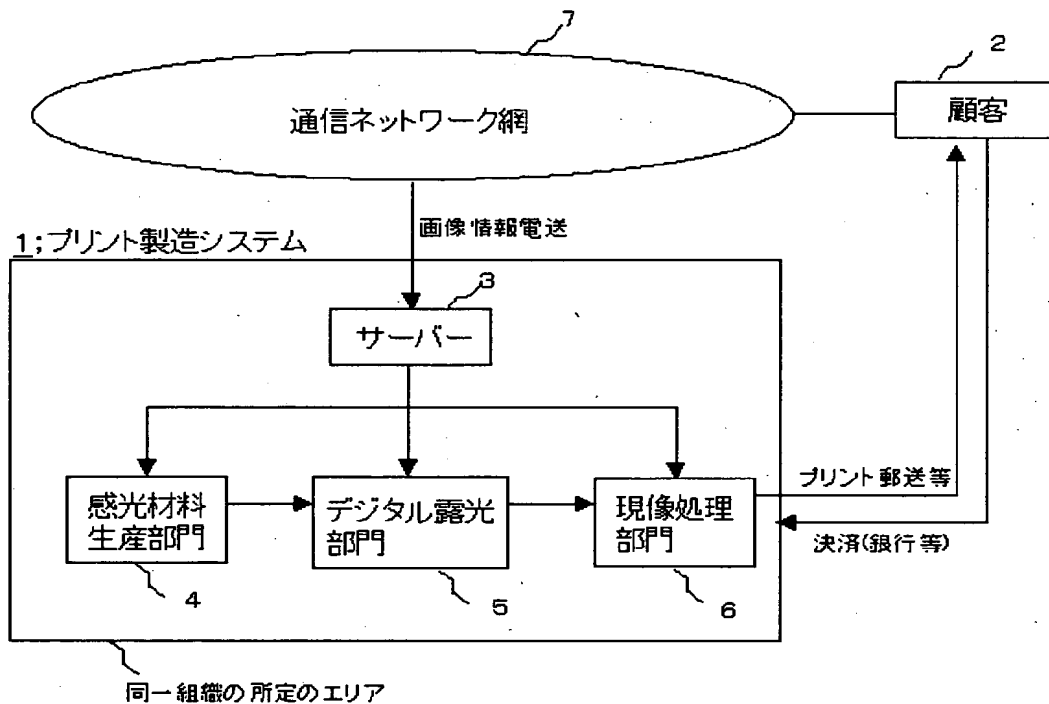 7
2
通信ネットワーク網
顧客
画像情報電送
1;プリント製造システム
3
サーバー
感光材料
生産部門
デジタル露光
部門
現像処理
部門
プリント郵送等
決済(銀行等)
4
5
6
同一組織の所定のエリア